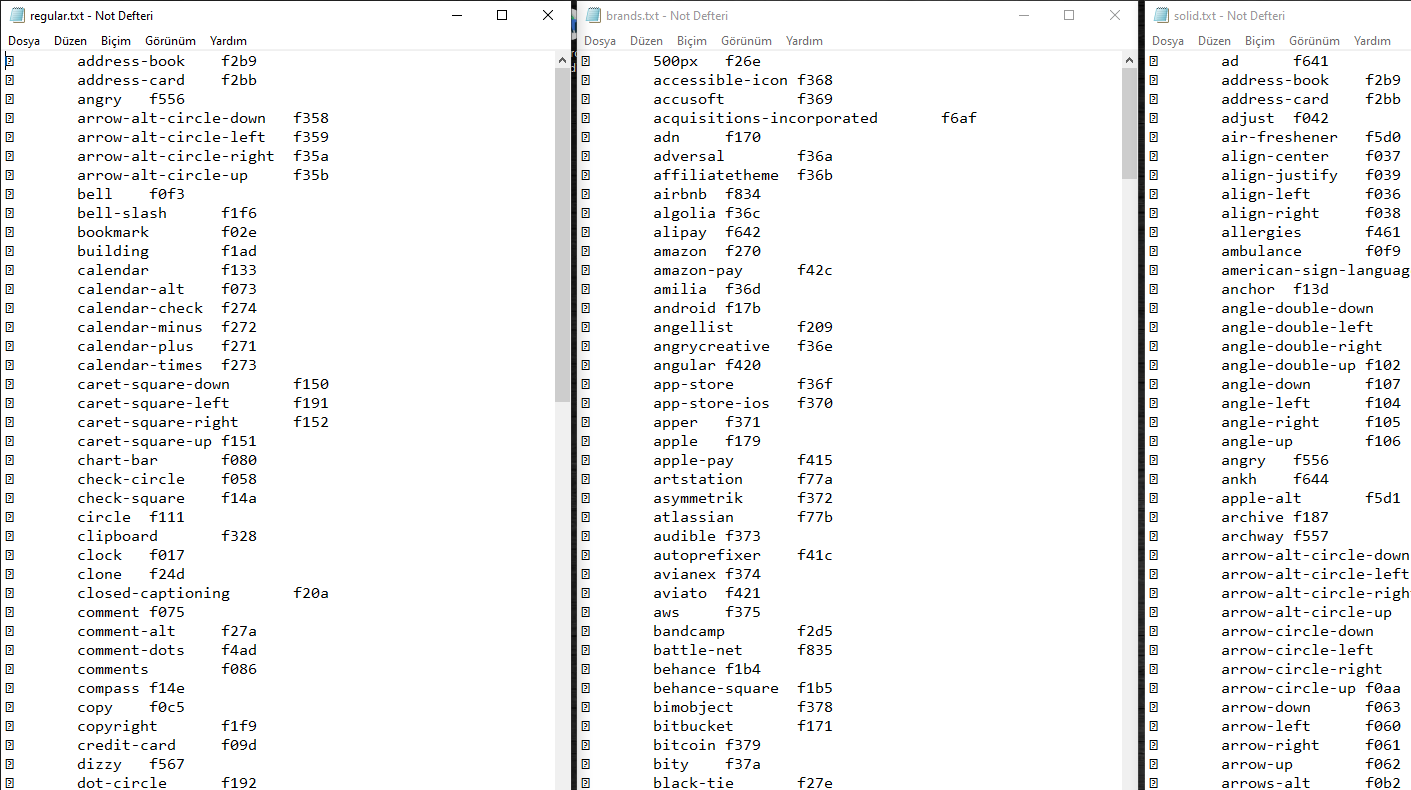 regular.txt - Not Defteri
Dosya Düzen Biçim Görünüm Yardım
address-book f2b9
address-card f2bb
angry f556
arrow-alt-circle-down f358
arrow-alt-circle-left f359
arrow-alt-circle-right f35a
arrow-alt-circle-up f35b
bell f0f3
bell-slash f1f6
bookmark f02e
building f1ad
calendar f133
calendar-alt f073
calendar-check f274
calendar-minus f272
calendar-plus f271
calendar-times f273
caret-square-down f150
caret-square-left f191
caret-square-right f152
caret-square-up f151
chart-bar f080
check-circle f058
check-square f14a
circle f111
clipboard f328
clock f017
clone f24d
closed-captioning f20a
comment f075
comment-alt f27a
comment-dots f4ad
comments f086
compass f14e
copy f0c5
copyright f1f9
credit-card f09d
dizzy f567
dot-circle f192
brands.txt - Not Defteri
Dosya Düzen Biçim Görünüm Yardım
500px f26e
accessible-icon f368
accusoft f369
acquisitions-incorporated f6af
adn f170
adversal f36a
affiliatetheme f36b
airbnb f834
algolia f36c
alipay f642
amazon f270
amazon-pay f42c
amilia f36d
android f17b
angellist f209
angrycreative f36e
angular f420
app-store f36f
app-store-ios f370
apper f371
apple f179
apple-pay f415
artstation f77a
asymmetrik f372
atlassian f77b
audible f373
autoprefixer f41c
avianex f374
aviato f421
aws f375
bandcamp f2d5
battle-net f835
behance f1b4
behance-square f1b5
bimobject f378
bitbucket f171
bitcoin f379
bity f37a
black-tie f27e
solid.txt - Not Defteri
Dosya Düzen Biçim Görünüm Yardım
ad f641
address-book f2b9
address-card f2bb
adjust f042
air-freshener f5d0
align-center f037
align-justify f039
align-left f036
align-right f038
allergies f461
ambulance f0f9
american-sign-languag
anchor f13d
angle-double-down
angle-double-left
angle-double-right
angle-double-up f102
angle-down f107
angle-left f104
angle-right f105
angle-up f106
angry f556
ankh f644
apple-alt f5d1
archive f187
archway f557
arrow-alt-circle-down
arrow-alt-circle-left
arrow-alt-circle-righ
arrow-alt-circle-up
arrow-circle-down
arrow-circle-left
arrow-circle-right
arrow-circle-up f0aa
arrow-down f063
arrow-left f060
arrow-right f061
arrow-up f062
arrows-alt f0b2